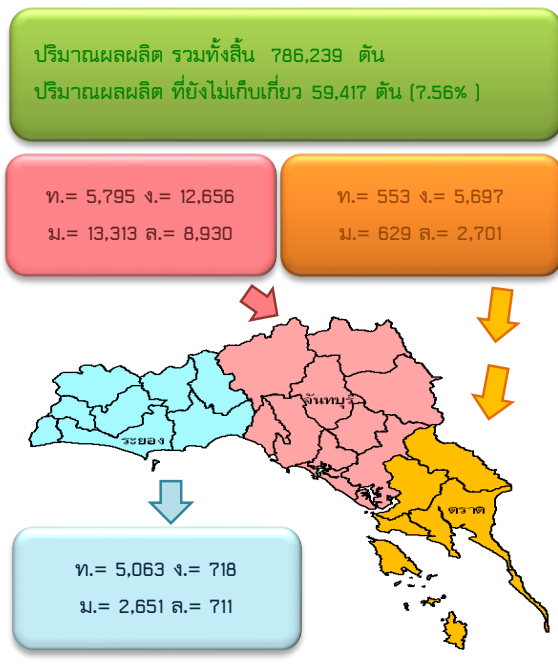 ปริมาณผลผลิต รวมทั้งสิ้น 786,239 ตัน
ปริมาณผลผลิต ที่ยังไม่เก็บเกี่ยว 59,417 ตัน (7.56% )
ท.= 5,795 ง.= 12,656
ม.= 13,313 ล.= 8,930
ท.= 553 ง.= 5,697
ม.= 629 ล.= 2,701
จันทบุรี
ระยอง
ตราด
ท.= 5,063 ง.= 718
ม.= 2,651 ล.= 711